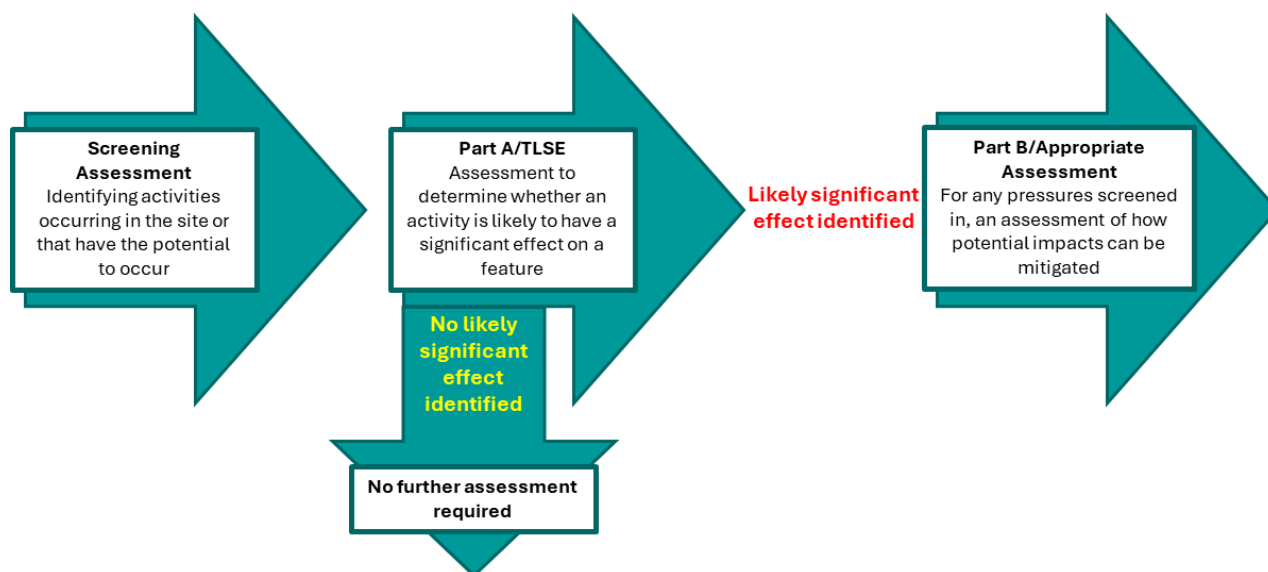 Screening
Assessment
Identifying activities
occurring in the site or
that have the potential
to occur
Part A/TLSE
Assessment to
determine whether an
activity is likely to have a
significant effect on a
feature
No likely
significant
effect
identified
No further assessment
required
Likely significant
effect identified
Part B/Appropriate
Assessment
For any pressures screened
in, an assessment of how
potential impacts can be
mitigated